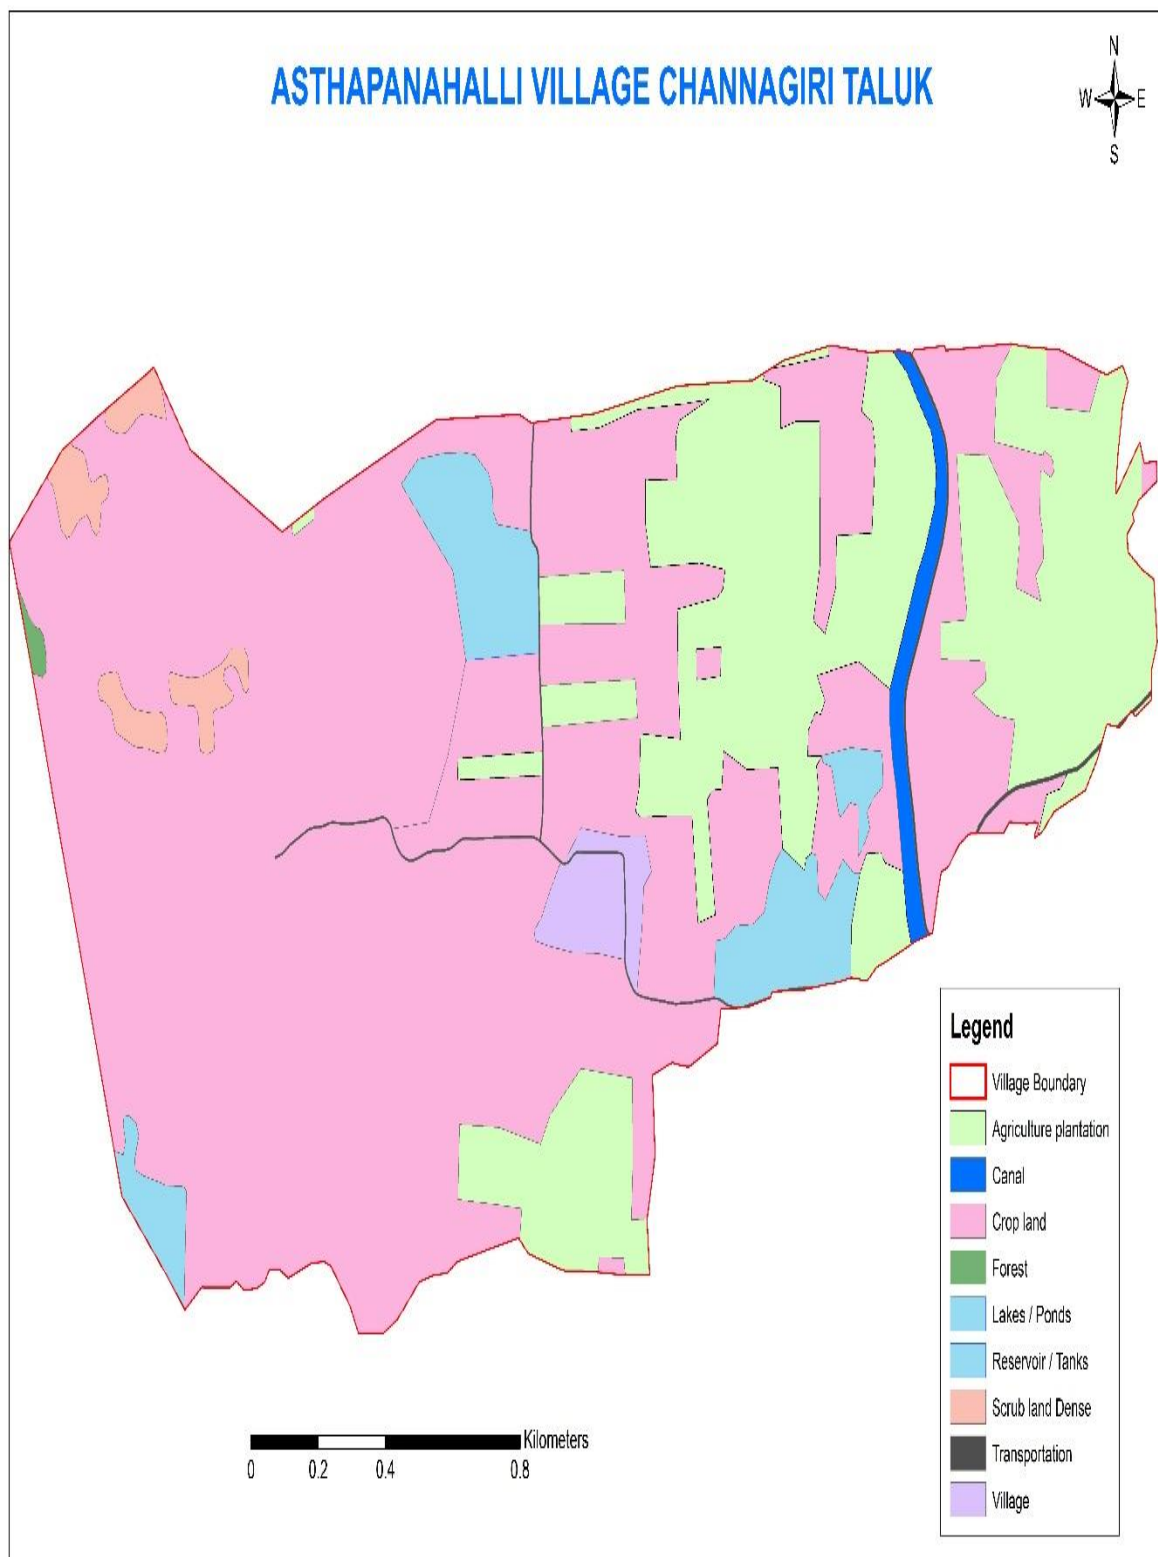 N
ASTHAPANAHALLI VILLAGE CHANNAGIRI TALUK
W E
S
Legend
Village Boundary
Agriculture plantation
Canal
Crop land
Forest
Lakes / Ponds
Reservoir / Tanks
Scrub land Dense
Transportation
Village
Kilometers
0 0.2 0.4 0.8